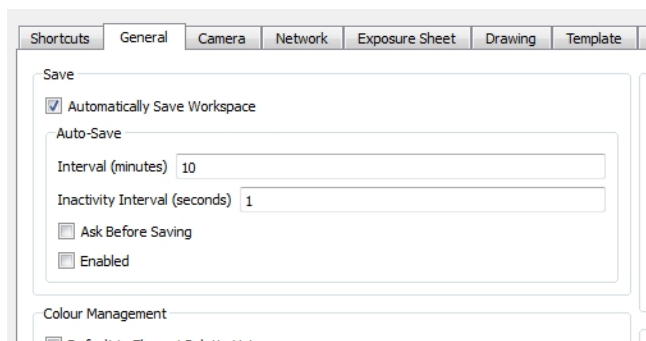 Shortcuts General Camera Network Exposure Sheet Drawing Template
Save
Automatically Save Workspace
Auto-Save
Interval (minutes) 10
Inactivity Interval (seconds) 1
Ask Before Saving
Enabled
Colour Management